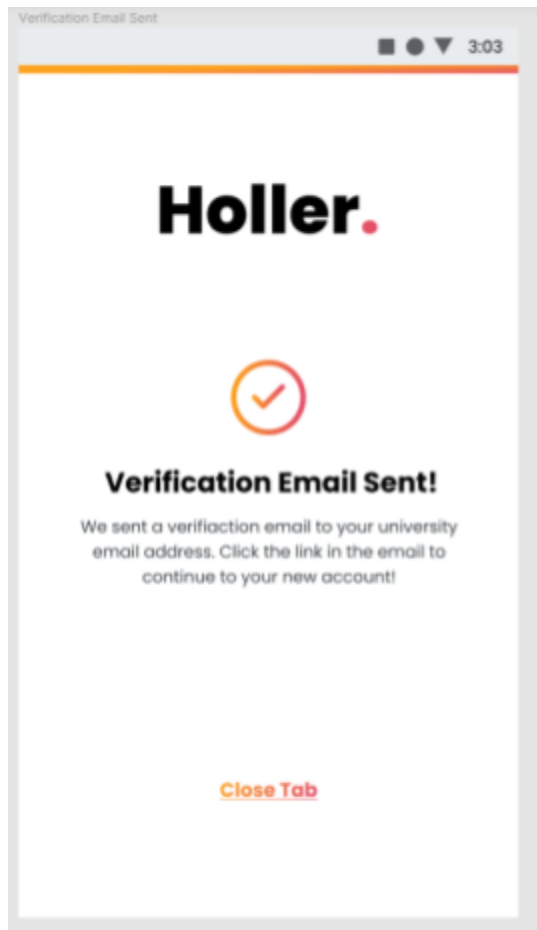 Verification Email Sent
3:03
Holler.
Verification Email Sent!
We sent a verifiaction email to your university
email address. Click the link in the email to
continue to your new account!
Close Tab